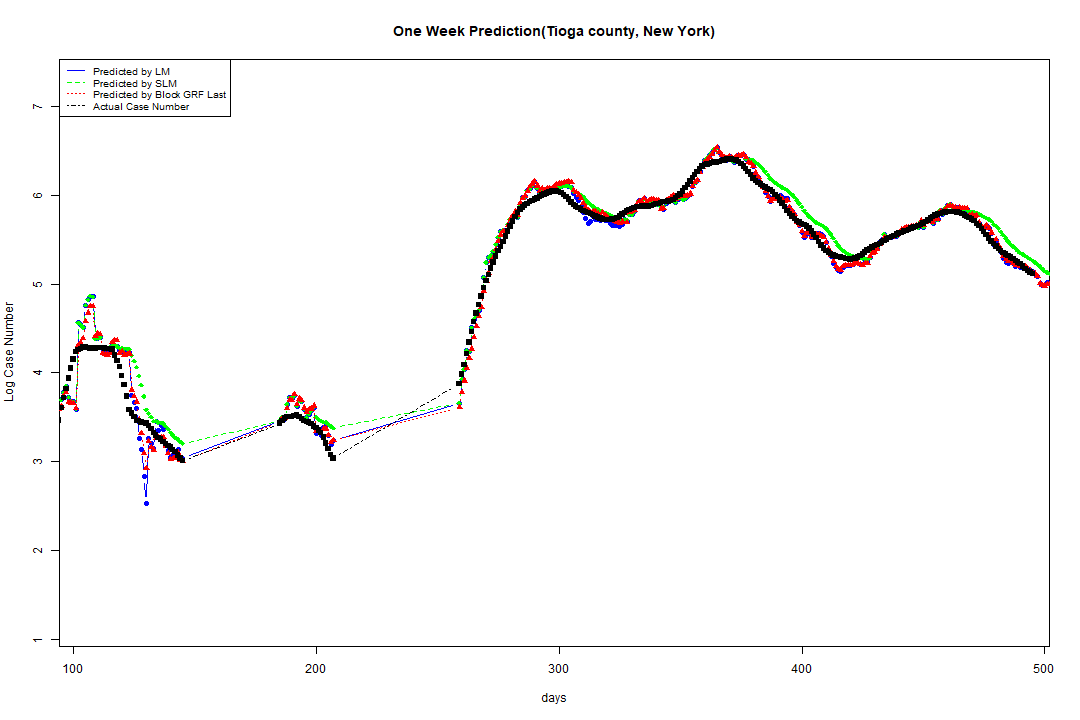 One Week Prediction(Tioga county, New York)
Predicted by LM
Predicted by SLM
Predicted by Block GRF Last
Actual Case Number
7
6
5
4
3
2
1
Log Case Number
100 200 300 400 500
days